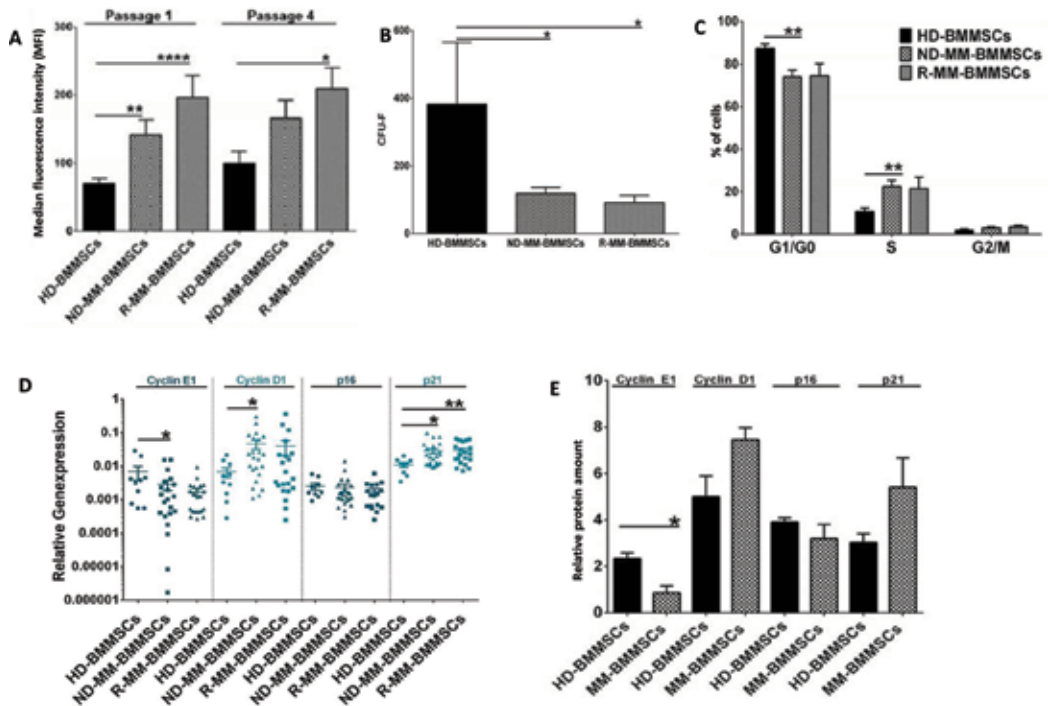 A
Passage 1
Passage 4
Median fluorescence intensity (MFI)
300
200
100
0
****
**
*
HD-BMMSCs
ND-MM-BMMSCs
R-MM-BMMSCs
HD-BMMSCs
ND-MM-BMMSCs
R-MM-BMMSCs
B
CFU-F
600
400
200
0
*
*
HD-BMMSCs
ND-MM-BMMSCs
R-MM-BMMSCs
C
% of cells
100
80
60
40
20
0
**
**
HD-BMMSCs
ND-MM-BMMSCs
R-MM-BMMSCs
G1/G0
S
G2/M
D
Cyclin E1
Cyclin D1
p16
p21
Relative Genexpression
1
0.1
0.01
0.001
0.0001
0.00001
0.000001
*
*
*
**
HD-BMMSCs
ND-MM-BMMSCs
R-MM-BMMSCs
HD-BMMSCs
ND-MM-BMMSCs
R-MM-BMMSCs
HD-BMMSCs
ND-MM-BMMSCs
R-MM-BMMSCs
HD-BMMSCs
ND-MM-BMMSCs
R-MM-BMMSCs
E
Cyclin E1
Cyclin D1
p16
p21
Relative protein amount
10
8
6
4
2
0
*
HD-BMMSCs
MM-BMMSCs
HD-BMMSCs
MM-BMMSCs
HD-BMMSCs
MM-BMMSCs
HD-BMMSCs
MM-BMMSCs